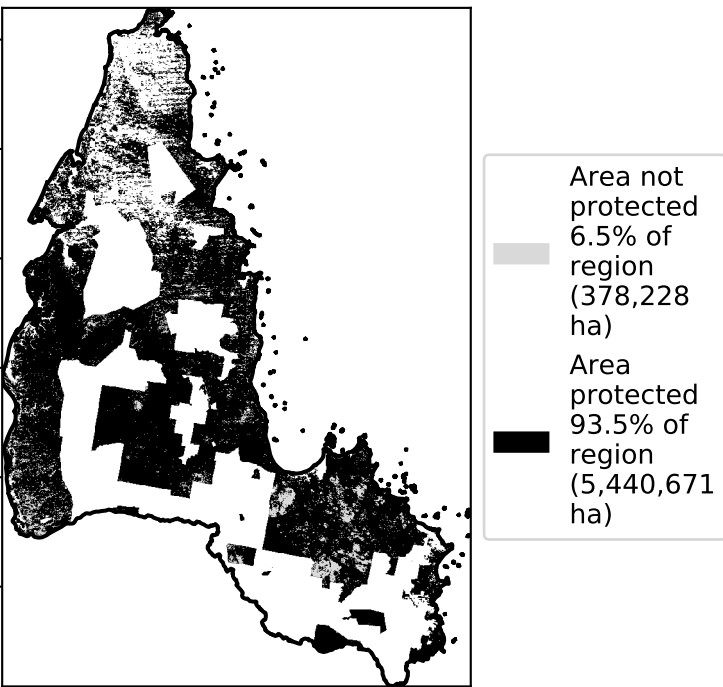 Area not
protected
6.5% of
region
(378,228
ha)
Area
protected
93.5% of
region
(5,440,671
ha)